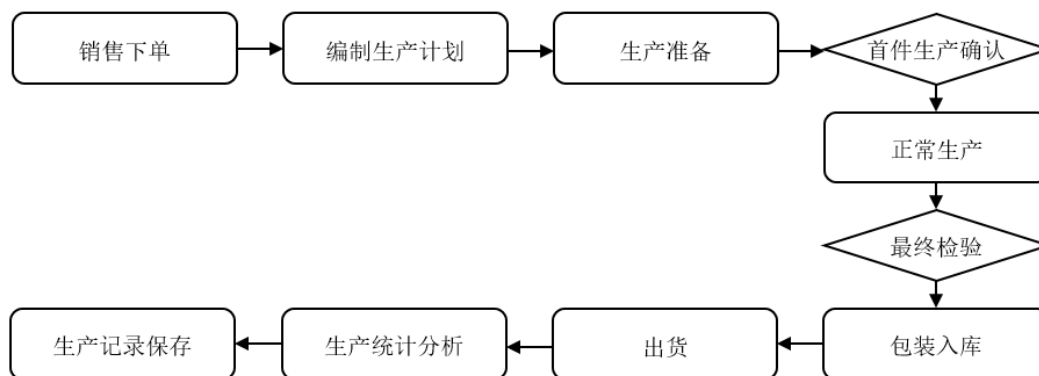 销售下单
编制生产计划
生产准备
首件生产确认
正常生产
最终检验
包装入库
出货
生产统计分析
生产记录保存